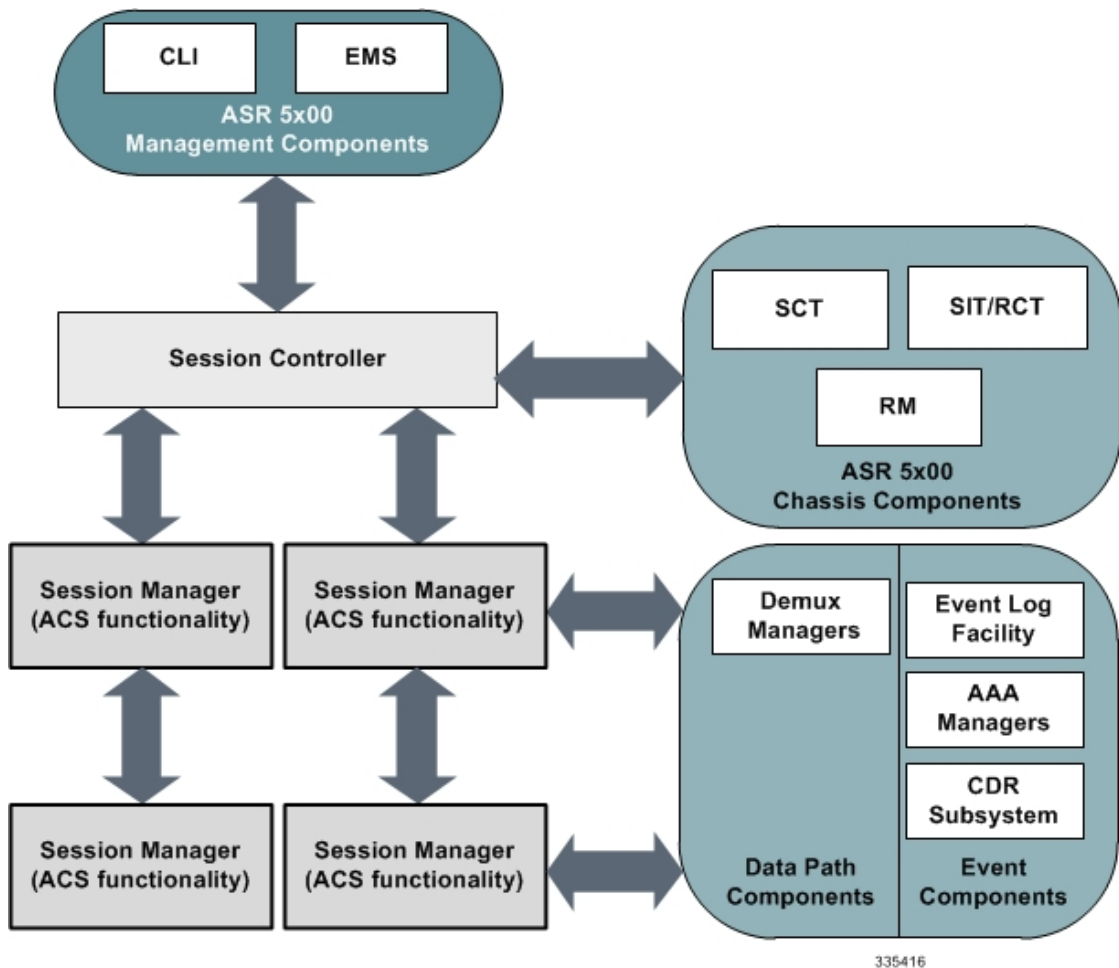 CLI
EMS
ASR 5x00
Management Components
Session Controller
SCT
SIT/RCT
RM
ASR 5x00
Chassis Components
Session Manager
(ACS functionality)
Session Manager
(ACS functionality)
Demux
Managers
Event Log
Facility
AAA
Managers
CDR
Subsystem
Session Manager
(ACS functionality)
Session Manager
(ACS functionality)
Data Path
Components
Event
Components
335416